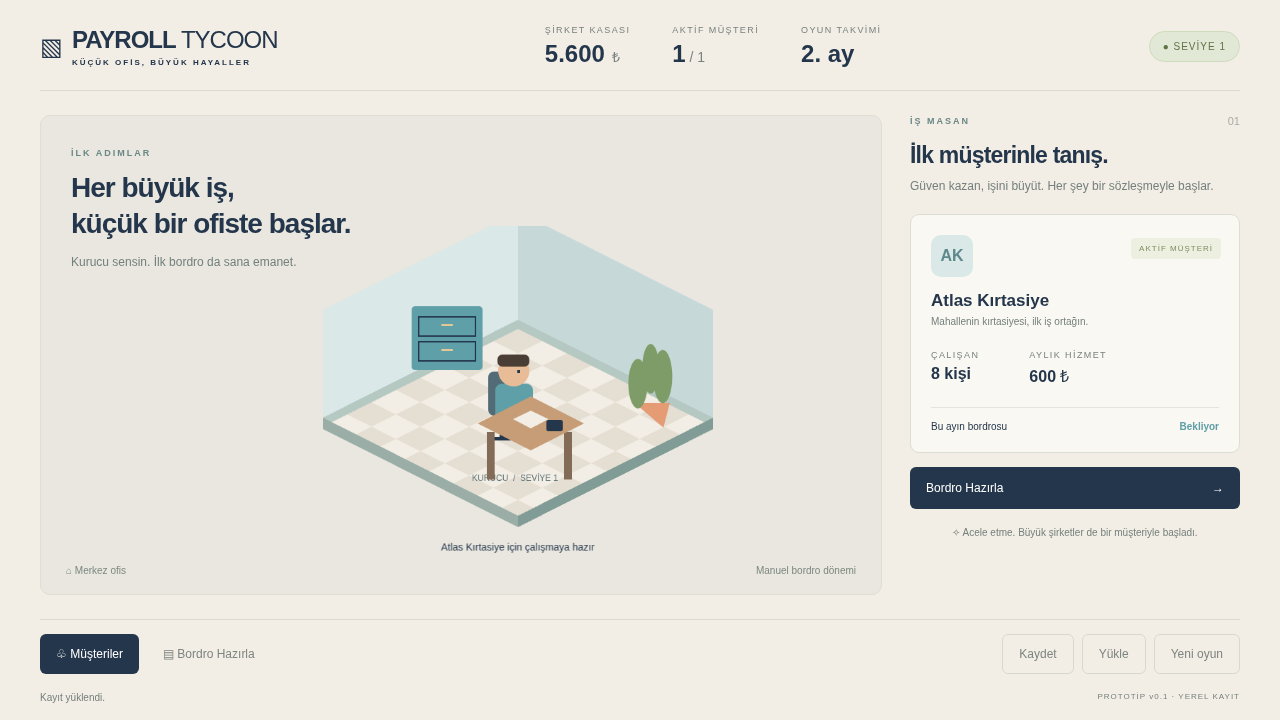 PAYROLL TYCOON
KÜÇÜK OFİS, BÜYÜK HAYALLER
ŞİRKET KASASI
5.600 ₺
AKTİF MÜŞTERİ
1 / 1
OYUN TAKVİMİ
2. ay
● SEVİYE 1
İLK ADIMLAR
Her büyük iş,
küçük bir ofiste başlar.
Kurucu sensin. İlk bordro da sana emanet.
KURUCU / SEVİYE 1
Atlas Kırtasiye için çalışmaya hazır
⌂ Merkez ofis
Manuel bordro dönemi
İŞ MASAN
01
İlk müşterinle tanış.
Güven kazan, işini büyüt. Her şey bir sözleşmeyle başlar.
AK
AKTİF MÜŞTERİ
Atlas Kırtasiye
Mahallenin kırtasiyesi, ilk iş ortağın.
ÇALIŞAN
8 kişi
AYLIK HİZMET
600 ₺
Bu ayın bordrosu
Bekliyor
Bordro Hazırla →
✧ Acele etme. Büyük şirketler de bir müşteriyle başladı.
♧ Müşteriler
▤ Bordro Hazırla
Kaydet
Yükle
Yeni oyun
Kayıt yüklendi.
PROTOTİP v0.1 · YEREL KAYIT